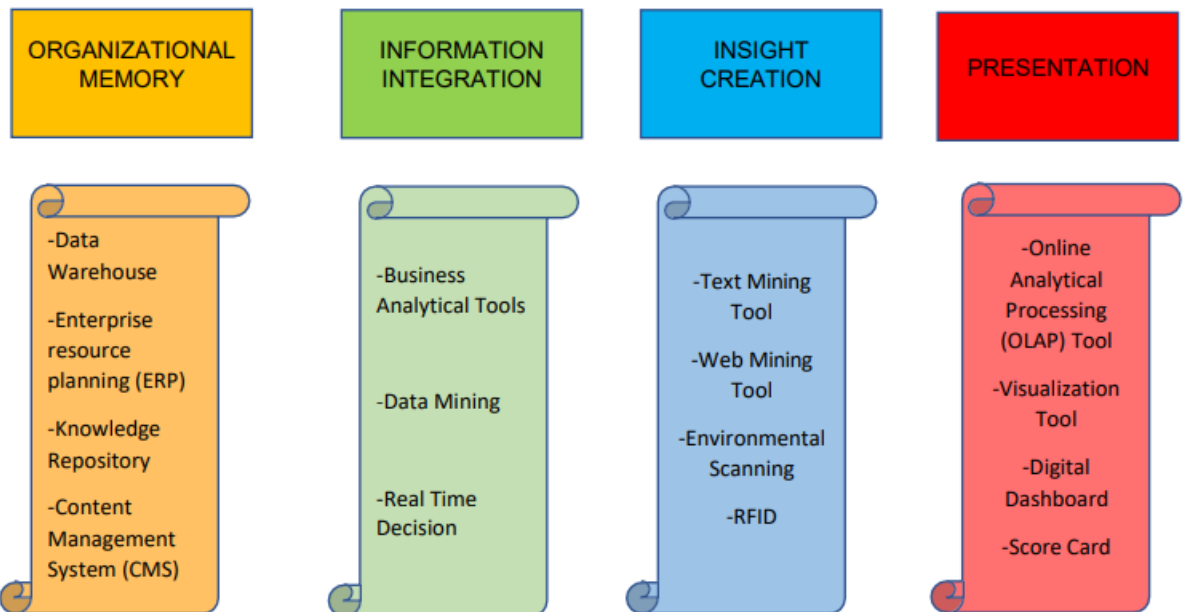 ORGANIZATIONAL
MEMORY
INFORMATION
INTEGRATION
INSIGHT
CREATION
PRESENTATION
-Data
Warehouse
-Enterprise
resource
planning (ERP)
-Knowledge
Repository
-Content
Management
System (CMS)
-Business
Analytical Tools
-Data Mining
-Real Time
Decision
-Text Mining
Tool
-Web Mining
Tool
-Environmental
Scanning
-RFID
-Online
Analytical
Processing
(OLAP) Tool
-Visualization
Tool
-Digital
Dashboard
-Score Card